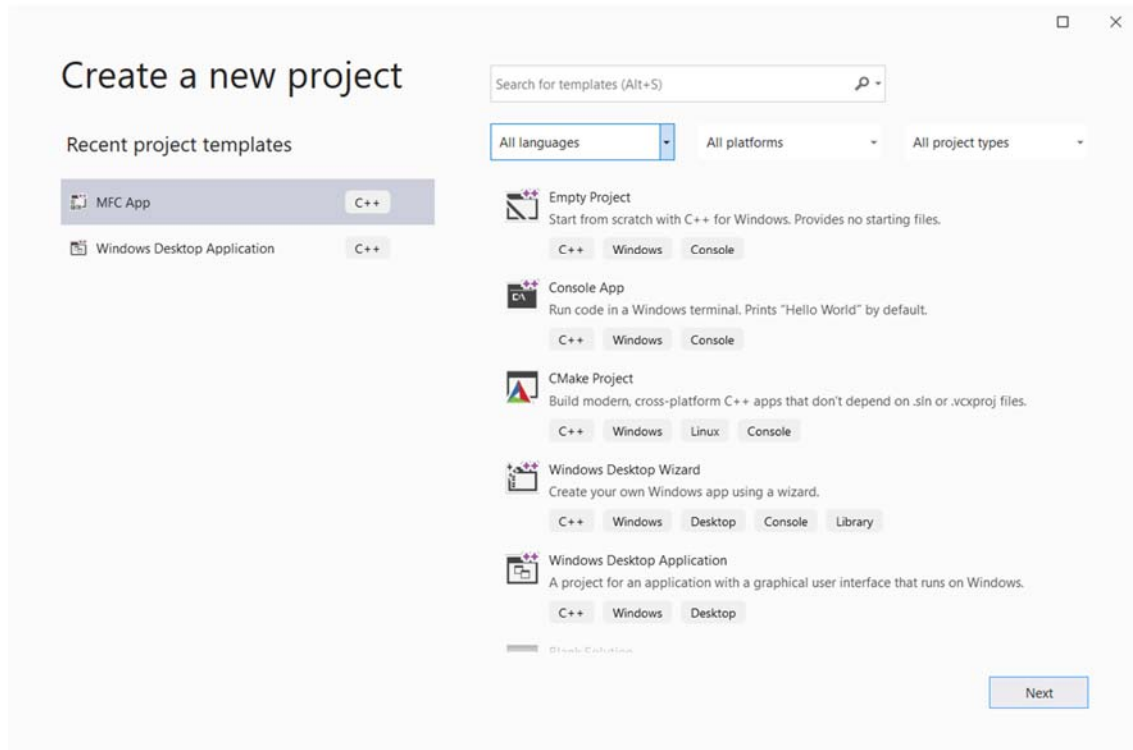 Create a new project
Search for templates (Alt+S)
Recent project templates
All languages
All platforms
All project types
MFC App
C++
Windows Desktop Application
C++
Empty Project
Start from scratch with C++ for Windows. Provides no starting files.
C++ Windows Console
Console App
Run code in a Windows terminal. Prints "Hello World" by default.
C++ Windows Console
CMake Project
Build modern, cross-platform C++ apps that don't depend on .sln or .vcxproj files.
C++ Windows Linux Console
Windows Desktop Wizard
Create your own Windows app using a wizard.
C++ Windows Desktop Console Library
Windows Desktop Application
A project for an application with a graphical user interface that runs on Windows.
C++ Windows Desktop
Blank Solution
Next